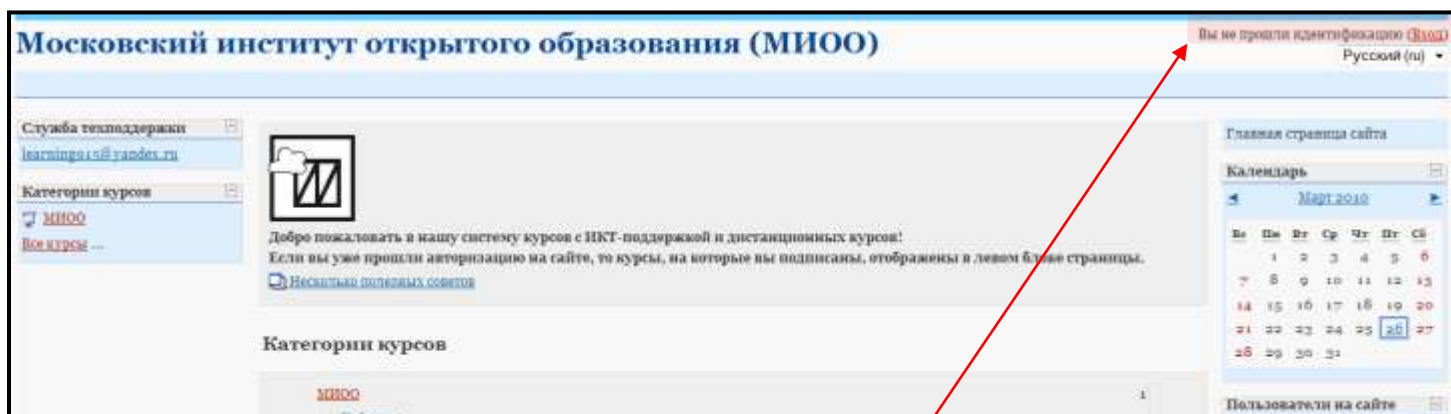 Московский институт открытого образования (МИОО)
Вы не прошли идентификацию (Вход)
Русский (ru)
Служба техподдержки
learning015@yandex.ru
Категории курсов
МИОО
Все курсы ...
Добро пожаловать в нашу систему курсов с ИКТ-поддержкой и дистанционных курсов!
Если вы уже прошли авторизацию на сайте, то курсы, на которые вы подписаны, отображены в левом блоке страницы.
Несколько полезных советов
Категории курсов
МИОО 1
Главная страница сайта
Календарь
Март 2010
Вс Пн Вт Ср Чт Пт Сб
1 2 3 4 5 6
7 8 9 10 11 12 13
14 15 16 17 18 19 20
21 22 23 24 25 26 27
28 29 30 31
Пользователи на сайте